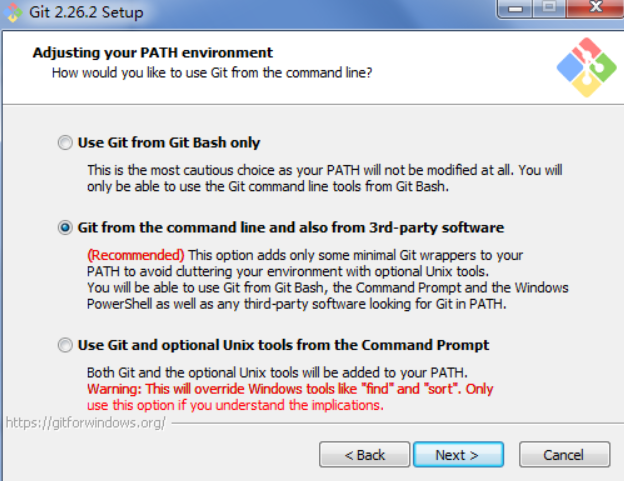 Git 2.26.2 Setup
Adjusting your PATH environment
How would you like to use Git from the command line?
Use Git from Git Bash only
This is the most cautious choice as your PATH will not be modified at all. You will
only be able to use the Git command line tools from Git Bash.
Git from the command line and also from 3rd-party software
(Recommended) This option adds only some minimal Git wrappers to your
PATH to avoid cluttering your environment with optional Unix tools.
You will be able to use Git from Git Bash, the Command Prompt and the Windows
PowerShell as well as any third-party software looking for Git in PATH.
Use Git and optional Unix tools from the Command Prompt
Both Git and the optional Unix tools will be added to your PATH.
Warning: This will override Windows tools like "find" and "sort". Only
use this option if you understand the implications.
https://gitforwindows.org/
< Back
Next >
Cancel